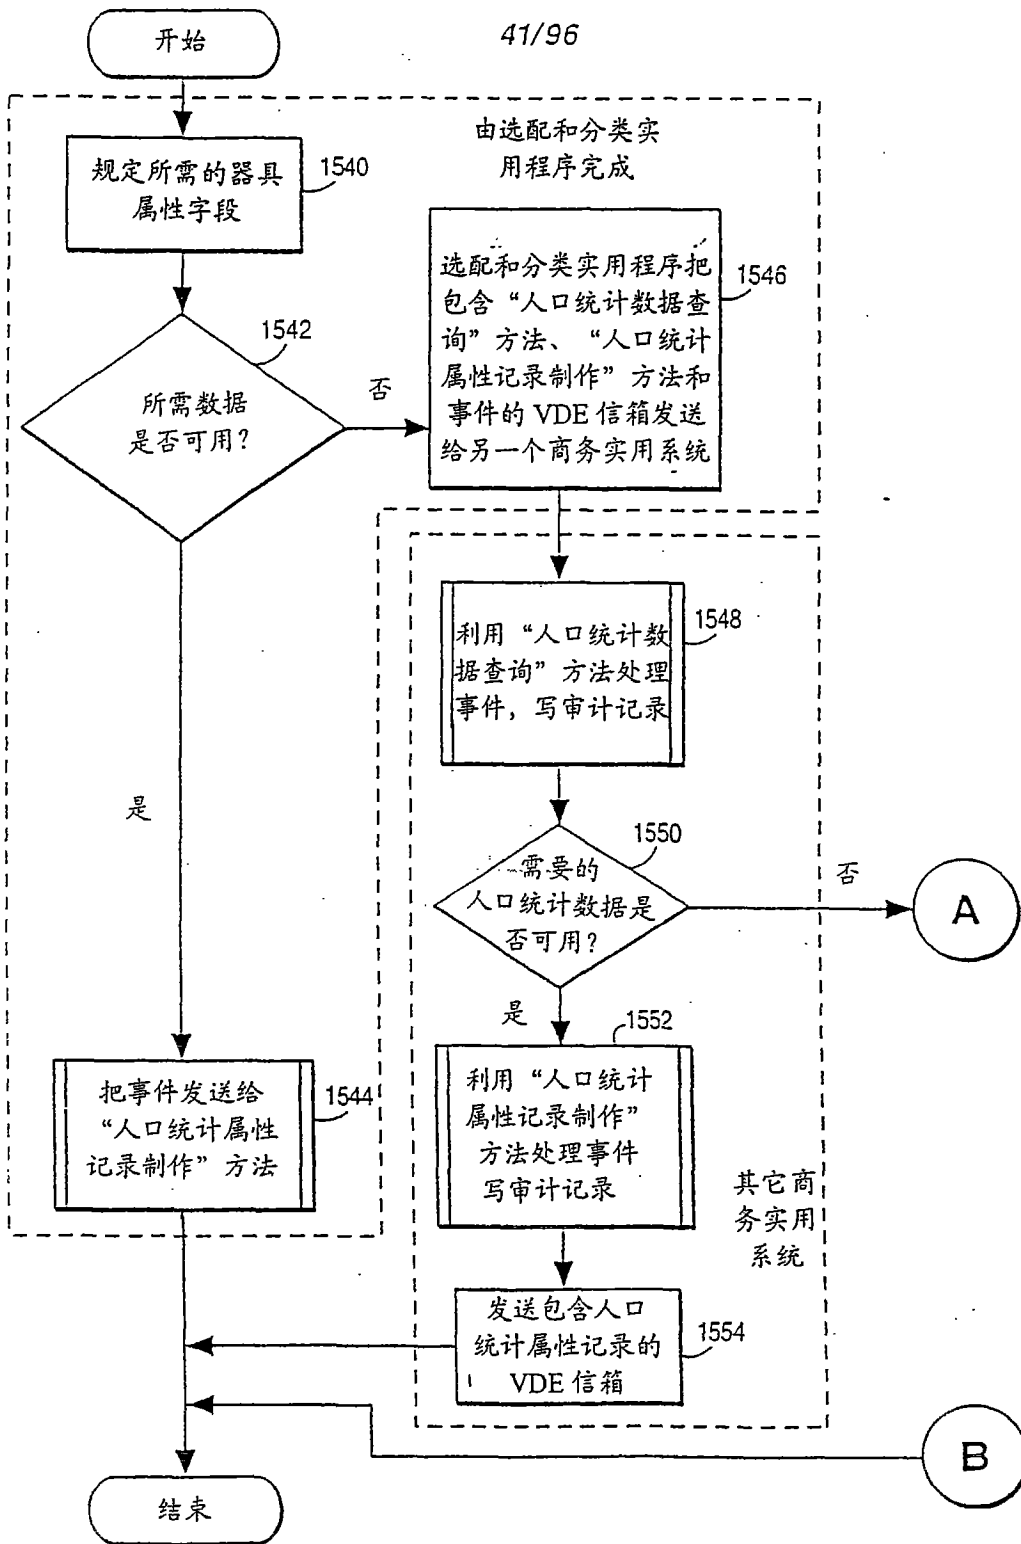 41/96
开始
由选配和分类实
用程序完成
规定所需的器具
属性字段
1540
选配和分类实用程序把
包含“人口统计数据查
询”方法、“人口统计
属性记录制作”方法和
事件的 VDE 信箱发送
给另一个商务实用系统
1546
1542
所需数据
是否可用？
否
利用“人口统计数
据查询”方法处理
事件，写审计记录
1548
是
1550
需要的
人口统计数据是
否可用？
否
A
是
1552
把事件发送给
“人口统计属性
记录制作”方法
1544
利用“人口统计
属性记录制作”
方法处理事件
写审计记录
其它商
务实用
系统
发送包含人口
统计属性记录的
VDE 信箱
1554
B
结束